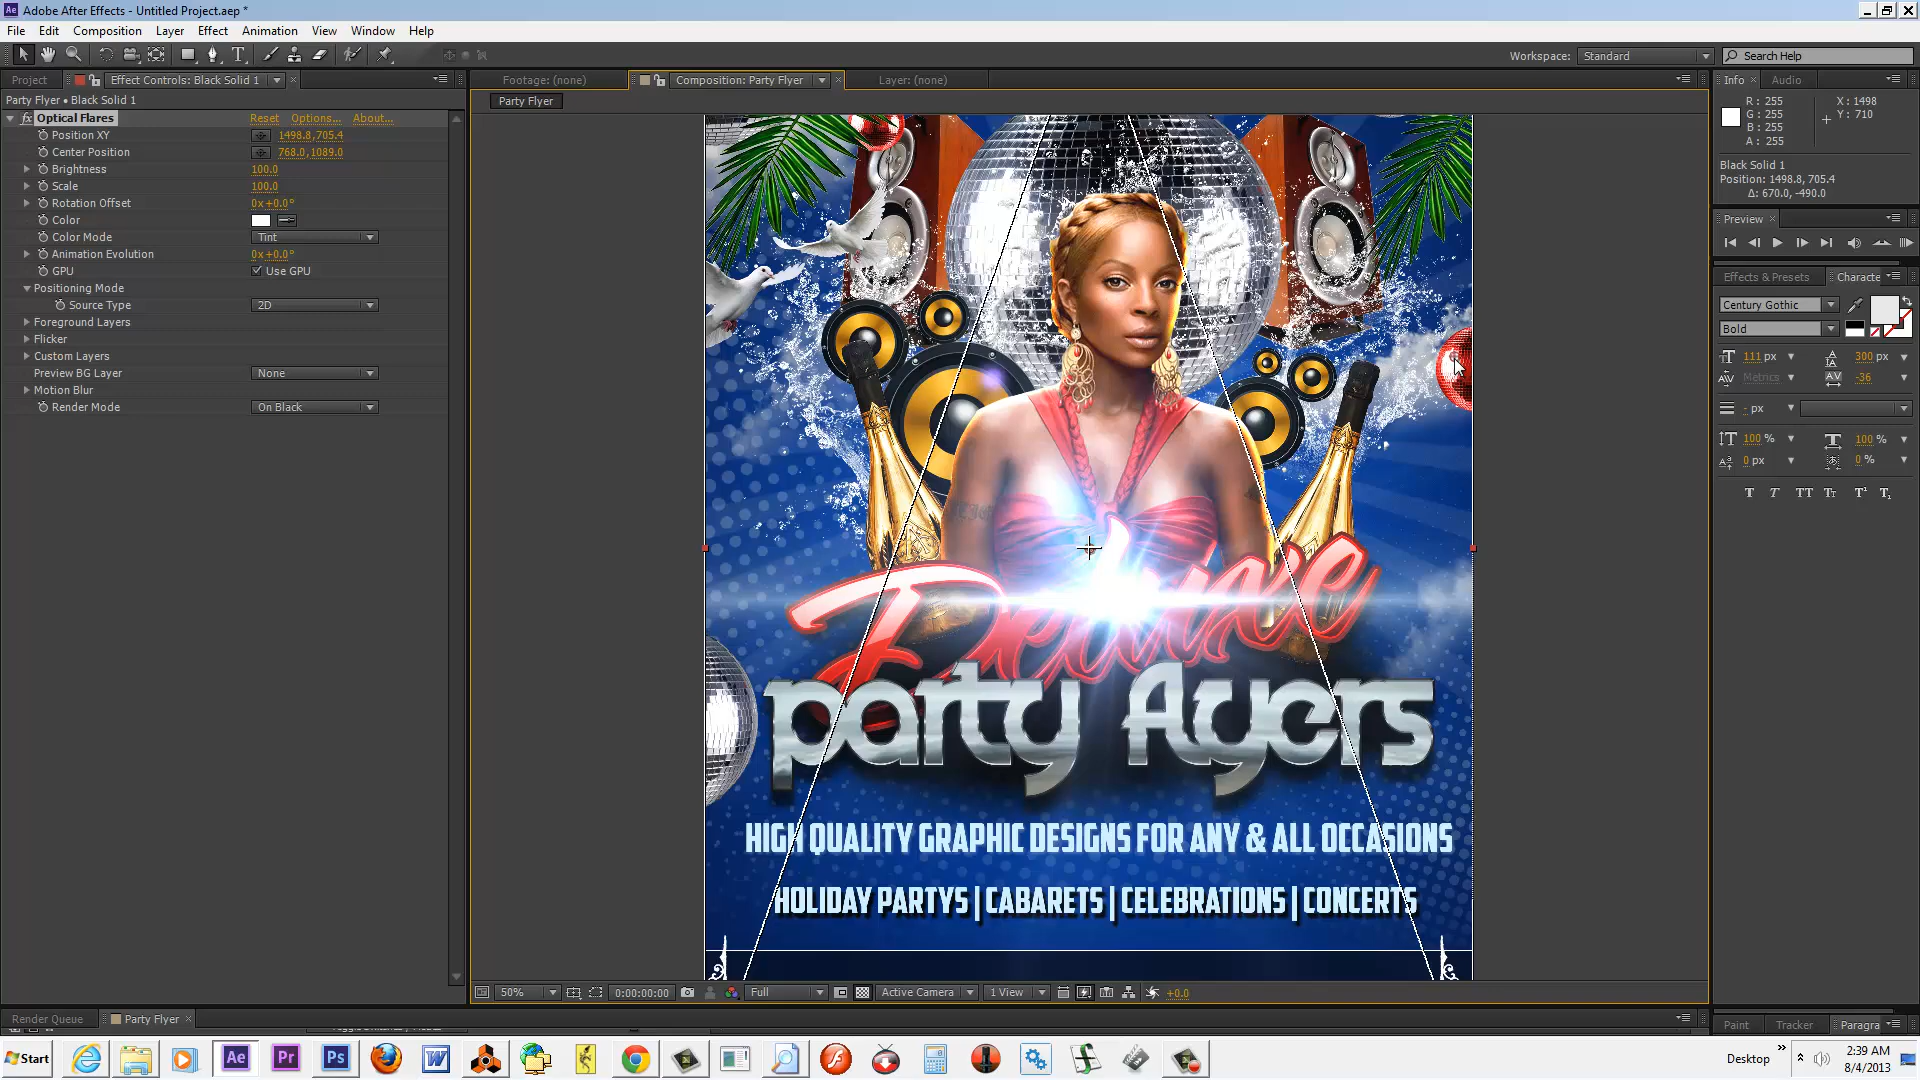 Adobe After Effects - Untitled Project.aep *
File Edit Composition Layer Effect Animation View Window Help
Workspace: Standard Search Help
Project Effect Controls: Black Solid 1
Footage: (none) Composition: Party Flyer Layer: (none)
Info Audio
Party Flyer • Black Solid 1
Party Flyer
Optical Flares Reset Options... About...
Position XY 1498.8,705.4
Center Position 768.0,1089.0
Brightness 100.0
Scale 100.0
Rotation Offset 0x+0.0°
Color
Color Mode Tint
Animation Evolution 0x+0.0°
GPU Use GPU
Positioning Mode
Source Type 2D
Foreground Layers
Flicker
Custom Layers
Preview BG Layer None
Motion Blur
Render Mode On Black
R : 255 X : 1498
G : 255 Y : 710
B : 255
A : 255
Black Solid 1
Position: 1498.8, 705.4
Δ: 670.0, -490.0
Preview
Effects & Presets Characte
Century Gothic
Bold
111 px 300 px
Metrics -36
- px
100 % 100 %
0 px 0 %
T T TT Tt T¹ T₁
party Ayers
HIGH QUALITY GRAPHIC DESIGNS FOR ANY & ALL OCCASIONS
HOLIDAY PARTYS | CABARETS | CELEBRATIONS | CONCERTS
50% 0:00:00:00 Full Active Camera 1 View +0.0
Render Queue Party Flyer
Paint Tracker Paragra
Start Ae Pr Ps W
Desktop
2:39 AM
8/4/2013